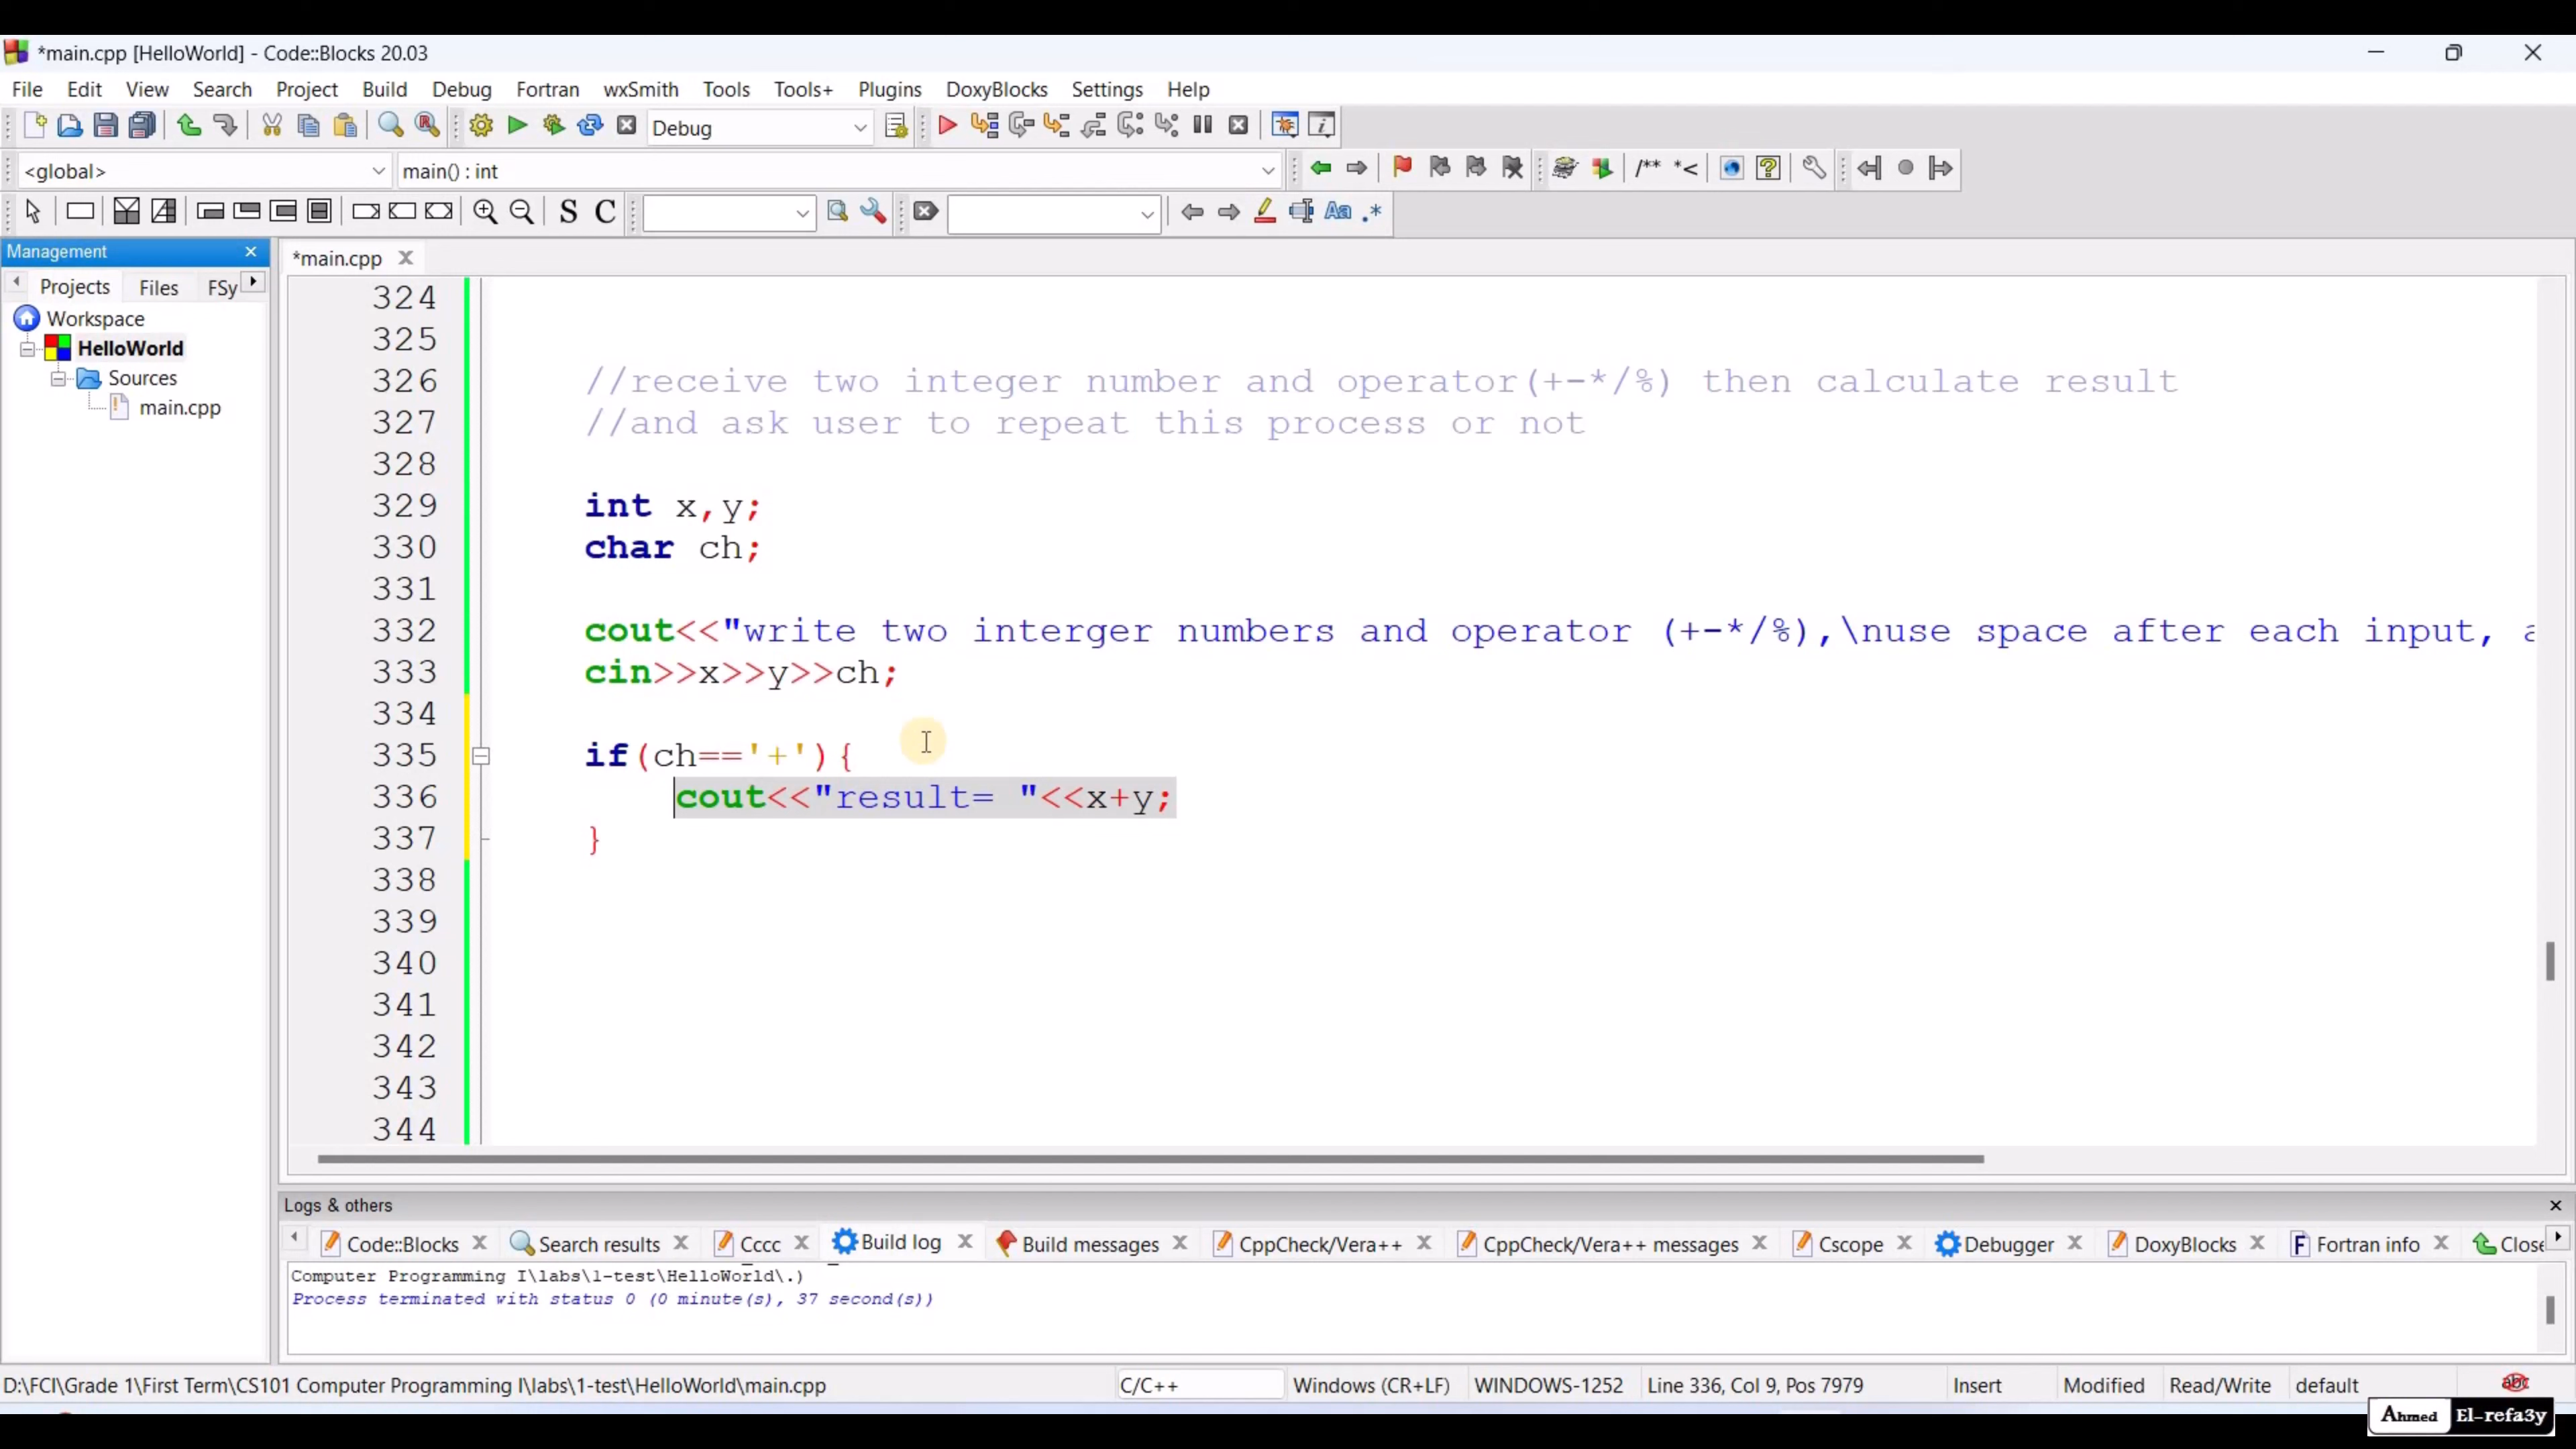 *main.cpp [HelloWorld] - Code::Blocks 20.03
File Edit View Search Project Build Debug Fortran wxSmith Tools Tools+ Plugins DoxyBlocks Settings Help
Debug
<global> main() : int /** *<
S C Aa .*
Management
*main.cpp
Projects Files FSy
Workspace
HelloWorld
Sources
main.cpp
324
325
326 //receive two integer number and operator(+-*/%) then calculate result
327 //and ask user to repeat this process or not
328
329 int x,y;
330 char ch;
331
332 cout<<"write two interger numbers and operator (+-*/%),\nuse space after each input, a
333 cin>>x>>y>>ch;
334
335 if(ch=='+'){
336 cout<<"result= "<<x+y;
337 }
338
339
340
341
342
343
344
Logs & others
Code::Blocks Search results Cccc Build log Build messages CppCheck/Vera++ CppCheck/Vera++ messages Cscope Debugger DoxyBlocks Fortran info Close
Computer Programming I\labs\1-test\HelloWorld\.)
Process terminated with status 0 (0 minute(s), 37 second(s))
D:\FCI\Grade 1\First Term\CS101 Computer Programming I\labs\1-test\HelloWorld\main.cpp C/C++ Windows (CR+LF) WINDOWS-1252 Line 336, Col 9, Pos 7979 Insert Modified Read/Write default abc
Ahmed El-refa3y